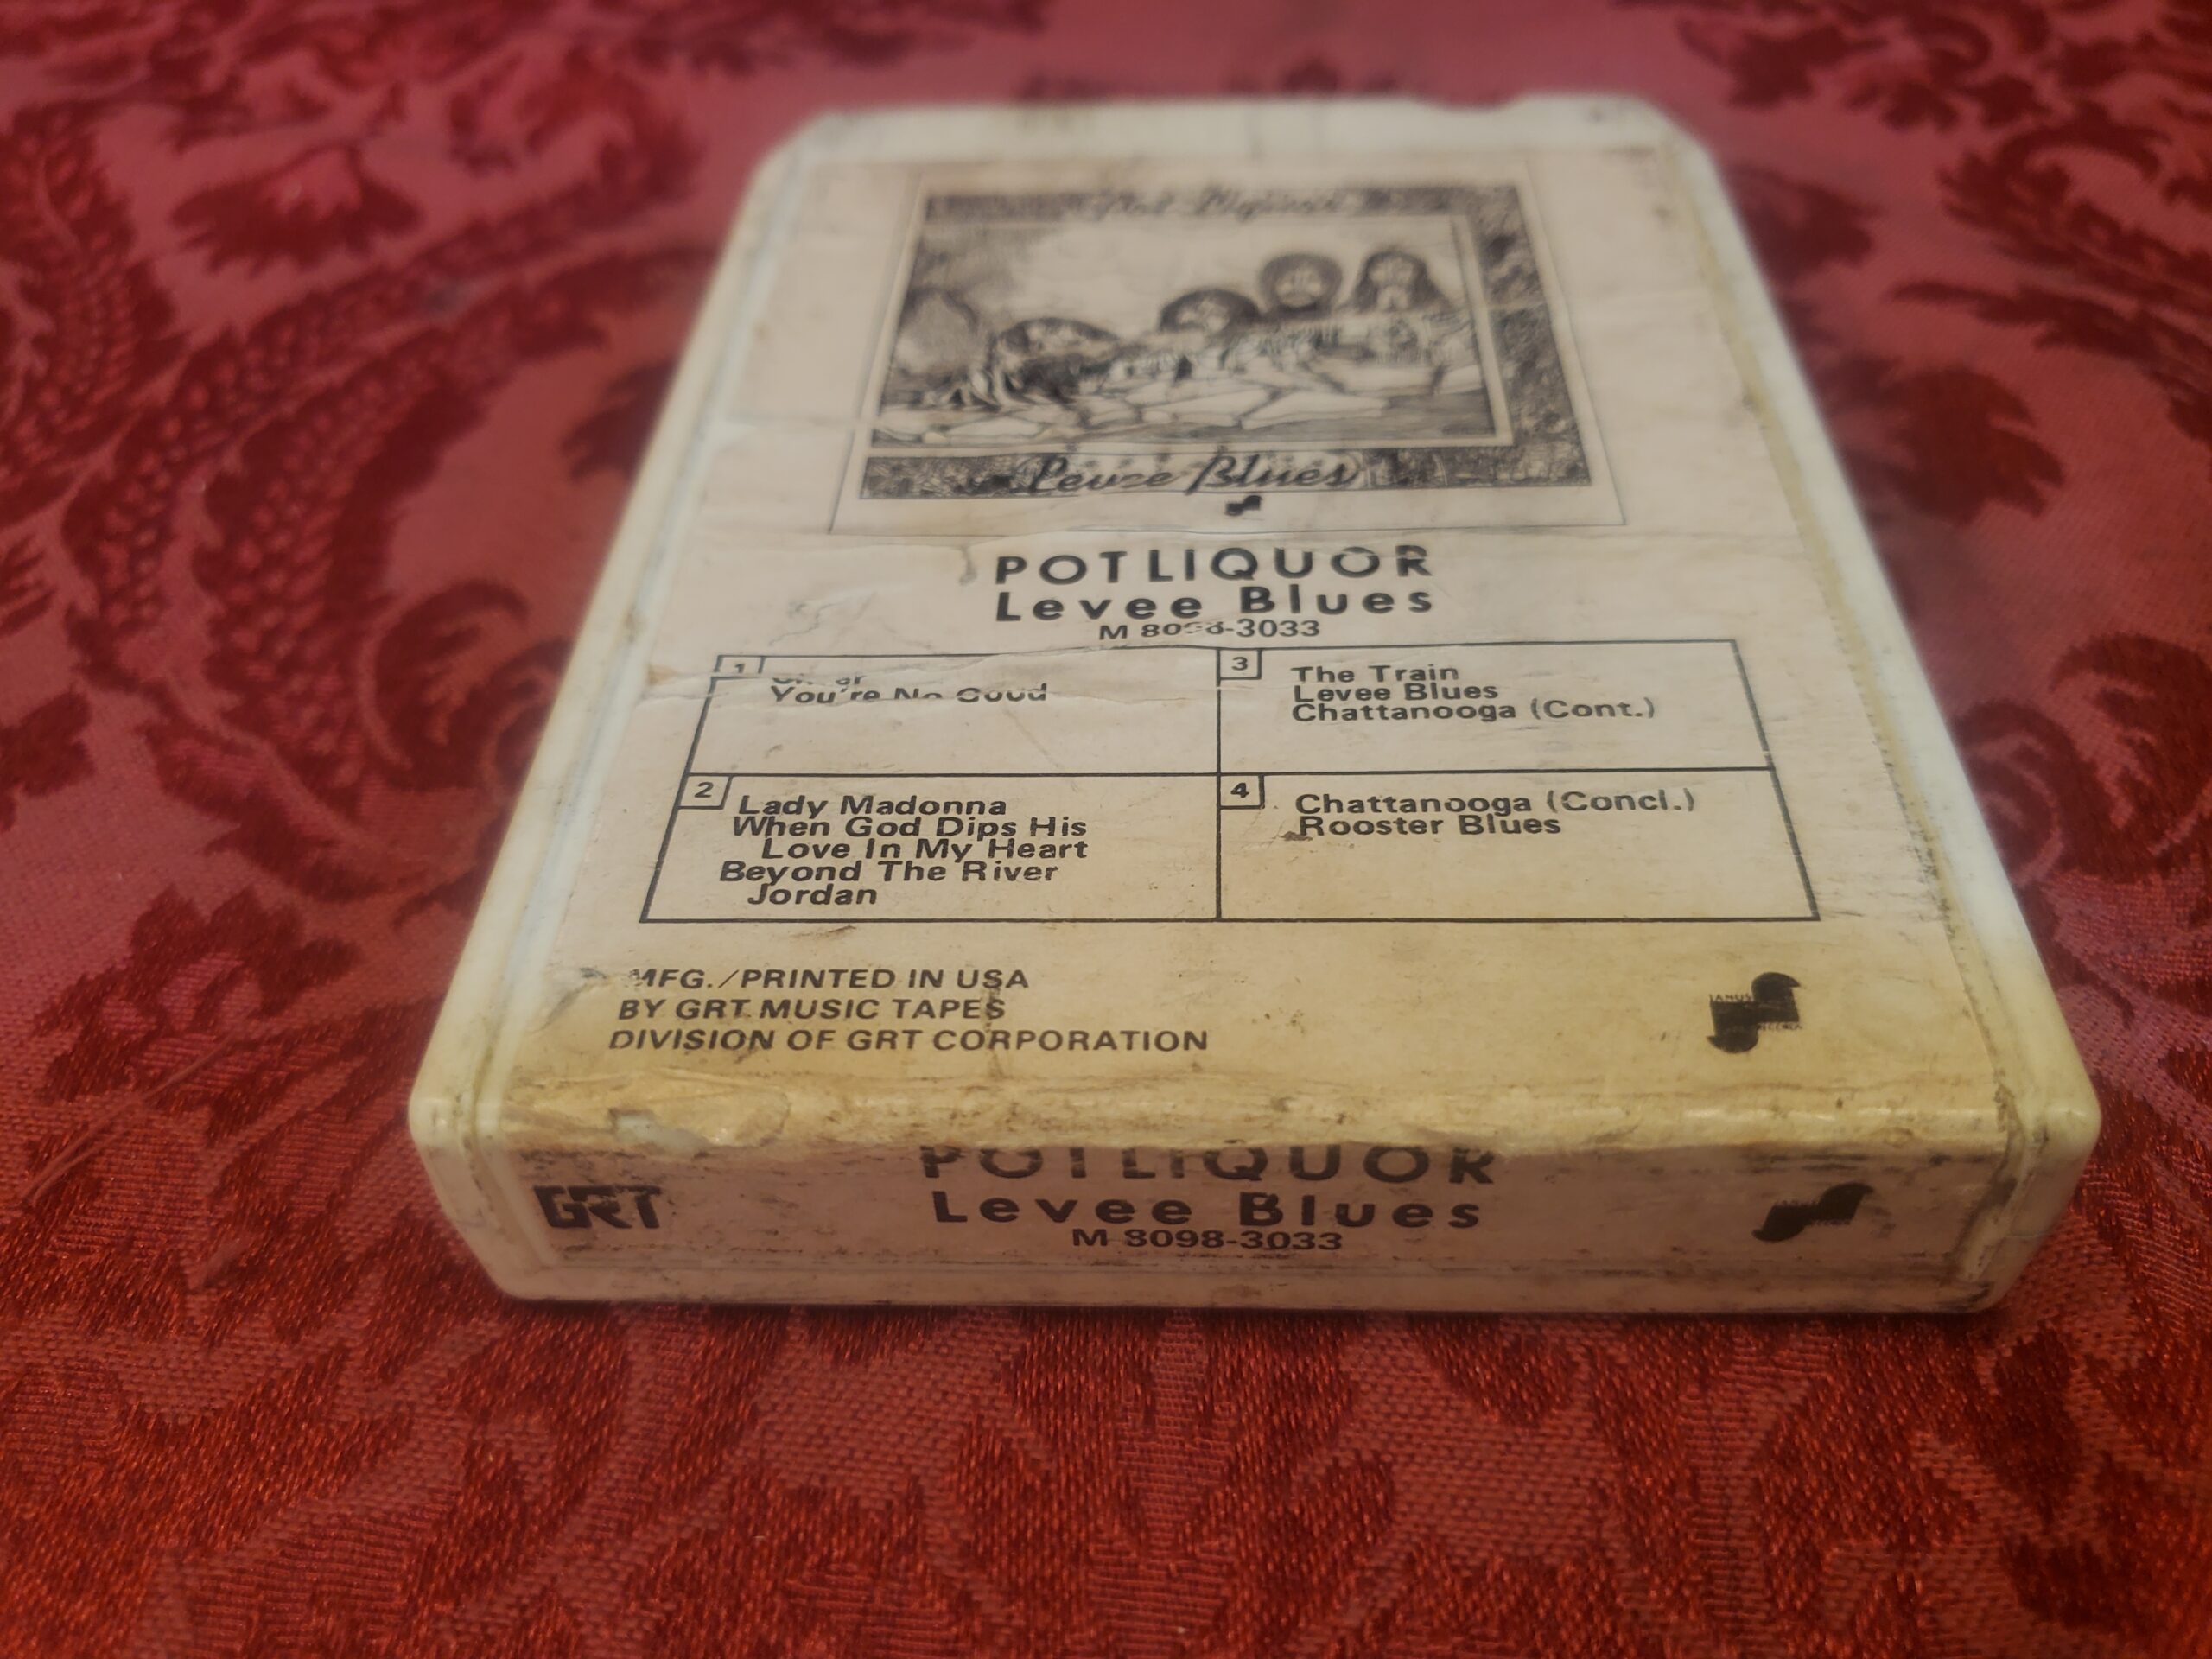 Pot Liquor
Levee Blues
POTLIQUOR
Levee Blues
M 8098-3033
1
You're No Good
2
Lady Madonna
When God Dips His
Love In My Heart
Beyond The River
Jordan
3
The Train
Levee Blues
Chattanooga (Cont.)
4
Chattanooga (Concl.)
Rooster Blues
MFG./PRINTED IN USA
BY GRT MUSIC TAPES
DIVISION OF GRT CORPORATION
JANUS
GRT
POTLIQUOR
Levee Blues
M 8098-3033